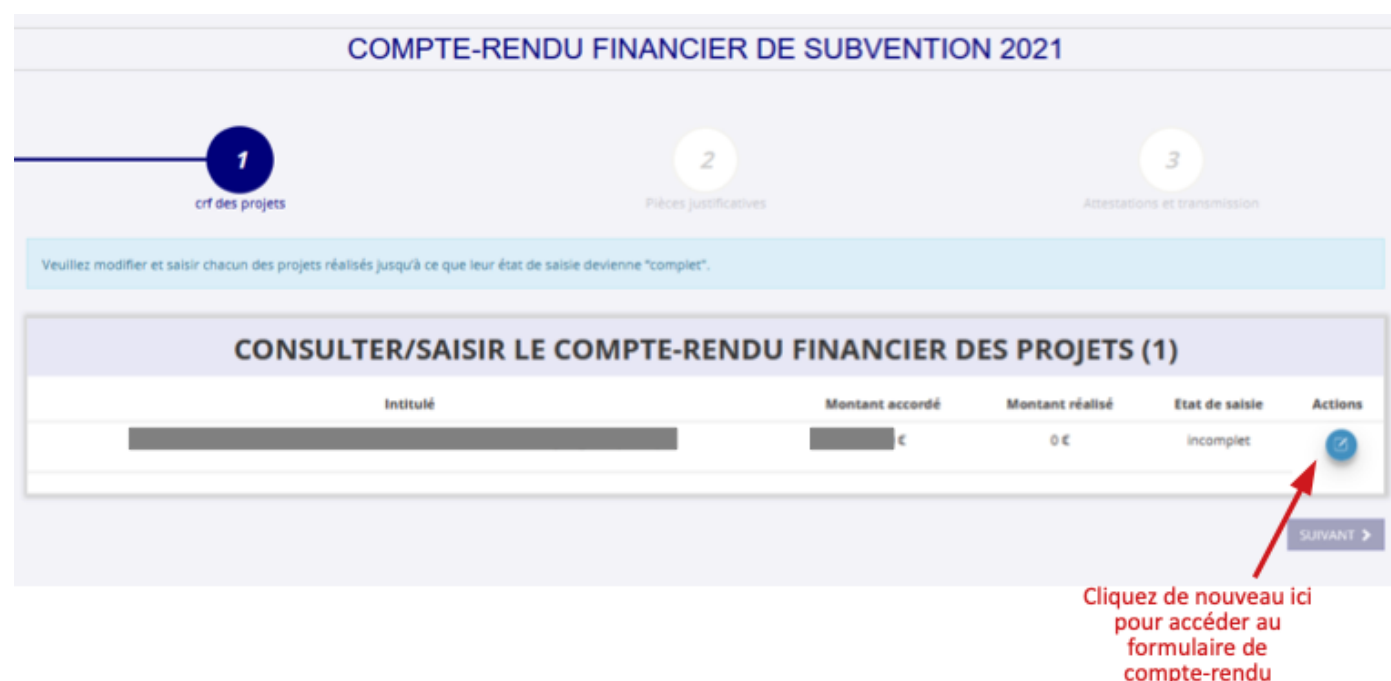 COMPTE-RENDU FINANCIER DE SUBVENTION 2021
1
2
3
crf des projets
Pièces justificatives
Attestations et transmission
Veuillez modifier et saisir chacun des projets réalisés jusqu'à ce que leur état de saisie devienne "complet".
CONSULTER/SAISIR LE COMPTE-RENDU FINANCIER DES PROJETS (1)
Intitulé Montant accordé Montant réalisé Etat de saisie Actions
€ 0 € incomplet
SUIVANT
Cliquez de nouveau ici
pour accéder au
formulaire de
compte-rendu